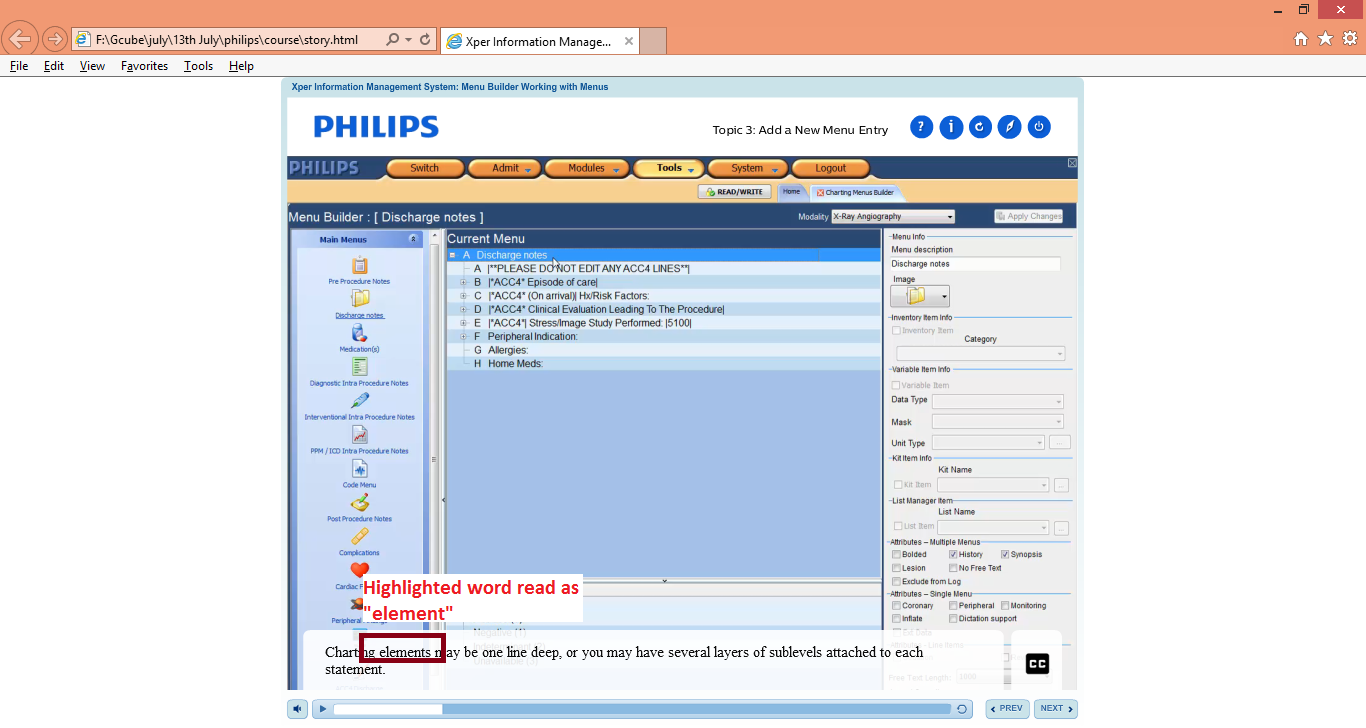 F:\Gcube\july\13th July\philips\course\story.html
Xper Information Manage...
File Edit View Favorites Tools Help
Xper Information Management System: Menu Builder Working with Menus
PHILIPS
Topic 3: Add a New Menu Entry
PHILIPS Switch Admit Modules Tools System Logout
READ/WRITE Home Charting Menus Builder
Menu Builder : [ Discharge notes ]
Modality X-Ray Angiography Apply Changes
Main Menus
Pre Procedure Notes
Discharge notes
Medication(s)
Diagnostic Intra Procedure Notes
Interventional Intra Procedure Notes
PPM / ICD Intra Procedure Notes
Code Menu
Post Procedure Notes
Complications
Cardiac
Peripheral
Current Menu
A Discharge notes
A |**PLEASE DO NOT EDIT ANY ACC4 LINES**|
B |*ACC4* Episode of care|
C |*ACC4* (On arrival)| Hx/Risk Factors:
D |*ACC4* Clinical Evaluation Leading To The Procedure|
E |*ACC4*| Stress/Image Study Performed: |5100|
F Peripheral Indication:
G Allergies:
H Home Meds:
Menu Info
Menu description
Discharge notes
Image
Inventory Item Info
Inventory Item
Category
Variable Item Info
Variable Item
Data Type
Mask
Unit Type ...
Kit Item Info
Kit Name
Kit Item ...
List Manager Item
List Name
List Item ...
Attributes – Multiple Menus
Bolded History Synopsis
Lesion No Free Text
Exclude from Log
Attributes – Single Menu
Coronary Peripheral Monitoring
Inflate Dictation support
Free Text Length: 1800
Highlighted word read as
"element"
Negative (1)
Charting elements may be one line deep, or you may have several layers of sublevels attached to each
statement.
CC
PREV NEXT